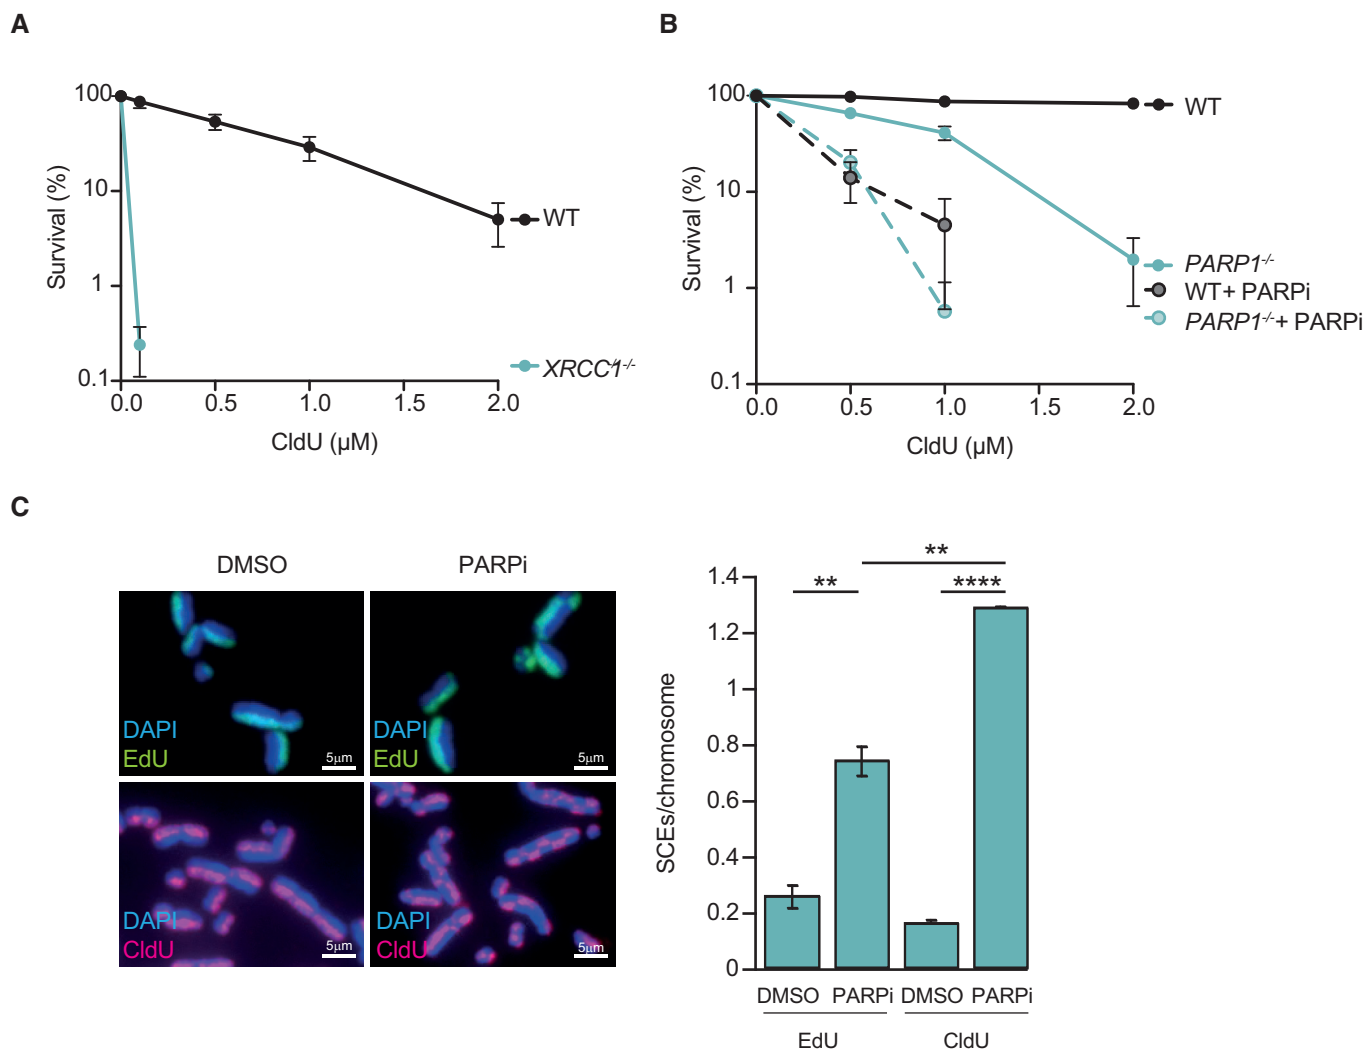 A
100
10
1
0.1
Survival (%)
0.0 0.5 1.0 1.5 2.0
CldU (µM)
WT
XRCC1-/-
B
100
10
1
0.1
Survival (%)
0.0 0.5 1.0 1.5 2.0
CldU (µM)
WT
PARP1-/-
WT+ PARPi
PARP1-/-+ PARPi
C
DMSO PARPi
DAPI
EdU
5µm
DAPI
EdU
5µm
DAPI
CldU
5µm
DAPI
CldU
5µm
** 
** ****
1.4
1.2
1
0.8
0.6
0.4
0.2
0
SCEs/chromosome
DMSO PARPi DMSO PARPi
EdU CldU